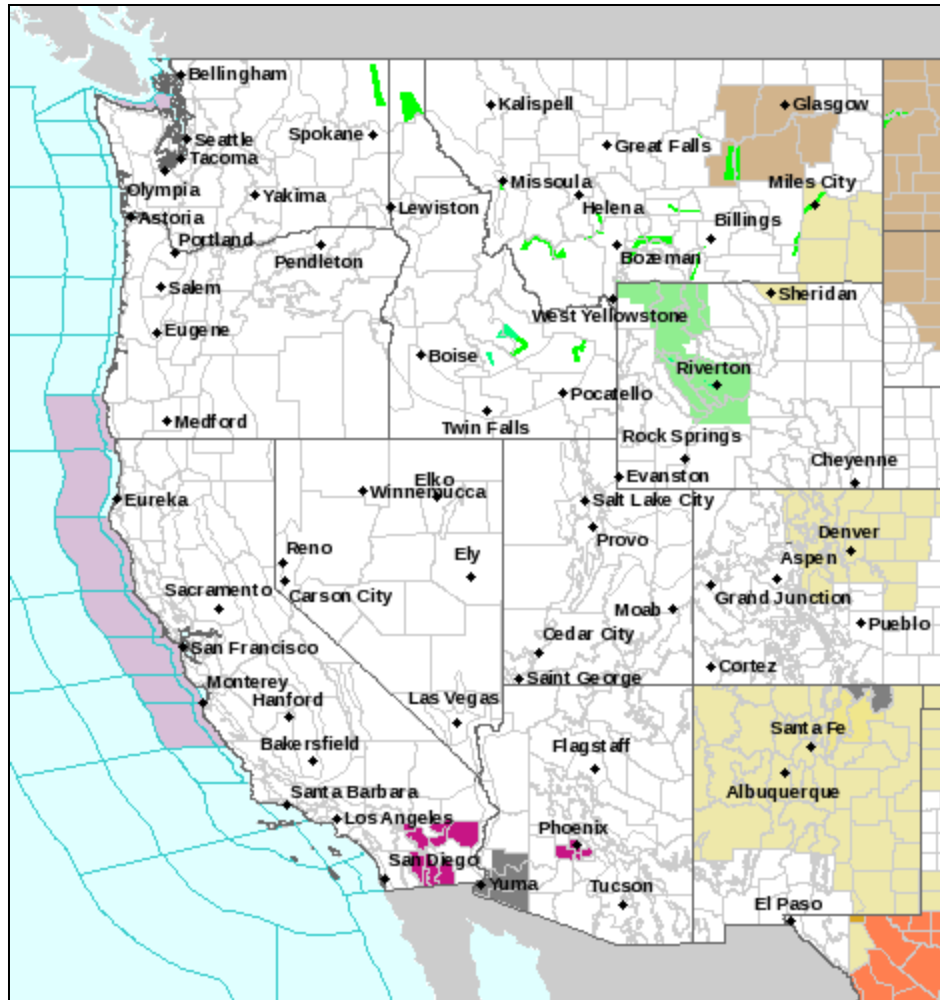 Bellingham
Kalispell
Glasgow
Seattle
Spokane
Great Falls
Tacoma
Olympia
Missoula
Miles City
Yakima
Helena
Lewiston
Astoria
Portland
Billings
Pendleton
Bozeman
Salem
Sheridan
West Yellowstone
Eugene
Boise
Riverton
Pocatello
Medford
Twin Falls
Rock Springs
Cheyenne
Elko
Evanston
Winnemucca
Eureka
Salt Lake City
Denver
Provo
Reno
Ely
Aspen
Sacramento
Carson City
Grand Junction
Moab
Pueblo
Cedar City
San Francisco
Cortez
Saint George
Monterey
Hanford
Las Vegas
Santa Fe
Bakersfield
Flagstaff
Albuquerque
Santa Barbara
Los Angeles
Phoenix
San Diego
Yuma
Tucson
El Paso